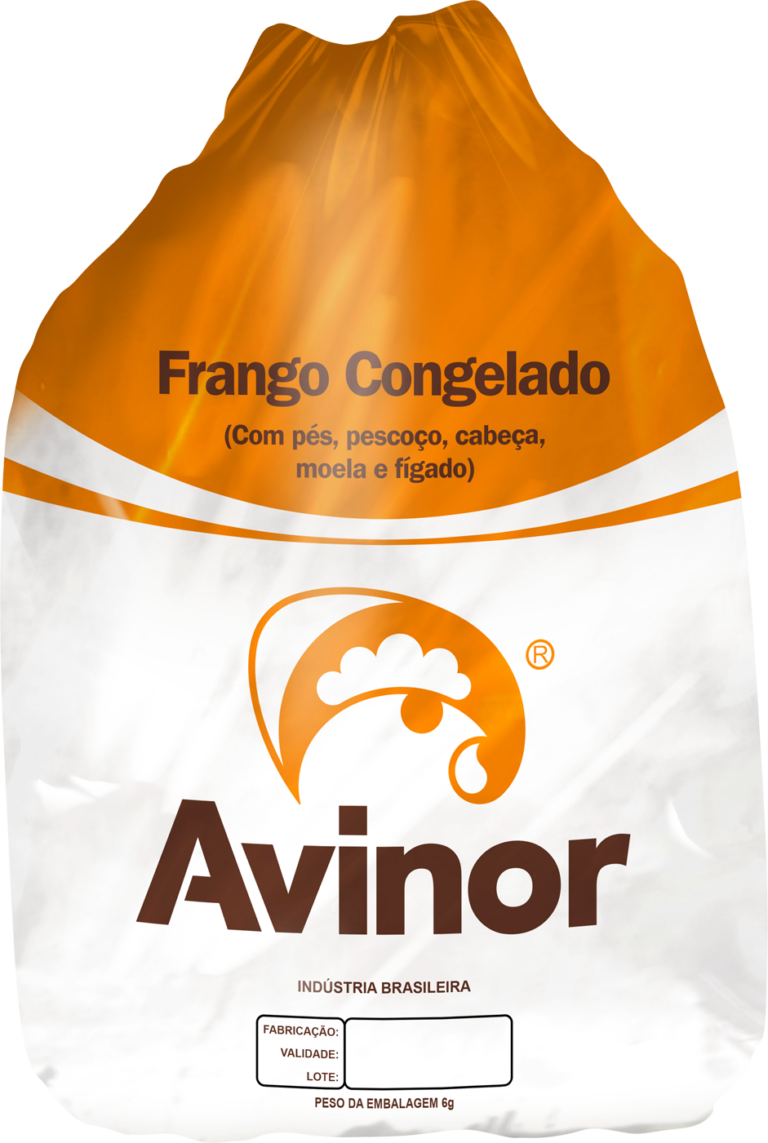 Frango Congelado
(Com pés, pescoço, cabeça,
moela e fígado)
®
Avinor
INDÚSTRIA BRASILEIRA
FABRICAÇÃO:
VALIDADE:
LOTE:
PESO DA EMBALAGEM 6g